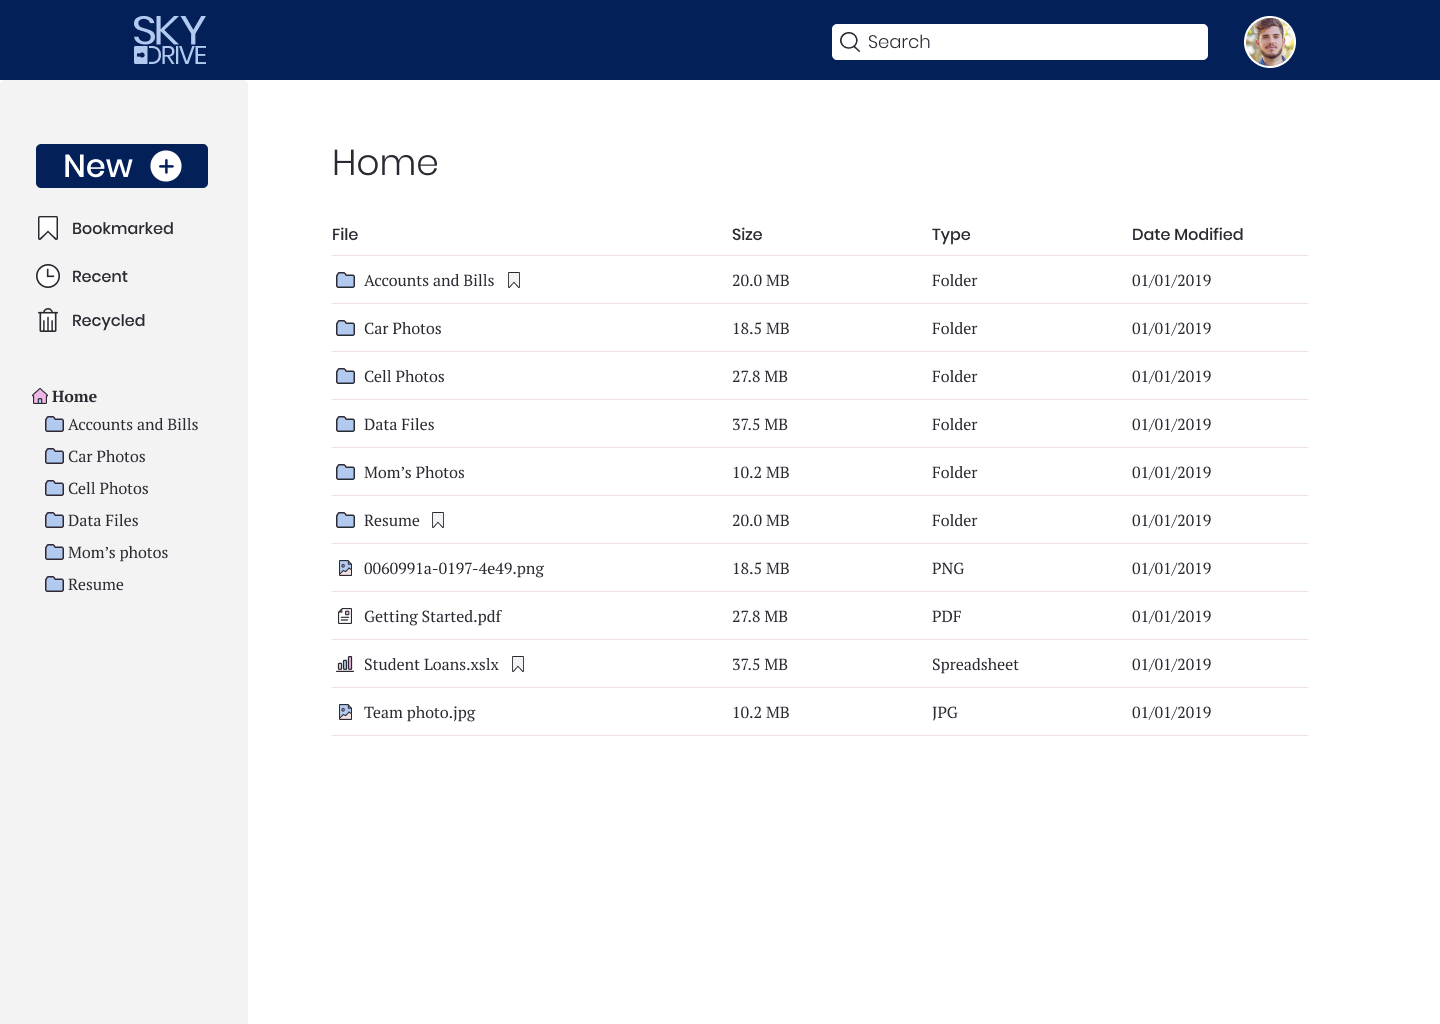 SKY
DRIVE
Search
New
Bookmarked
Recent
Recycled
Home
Accounts and Bills
Car Photos
Cell Photos
Data Files
Mom’s photos
Resume
Home
File Size Type Date Modified
Accounts and Bills 20.0 MB Folder 01/01/2019
Car Photos 18.5 MB Folder 01/01/2019
Cell Photos 27.8 MB Folder 01/01/2019
Data Files 37.5 MB Folder 01/01/2019
Mom’s Photos 10.2 MB Folder 01/01/2019
Resume 20.0 MB Folder 01/01/2019
0060991a-0197-4e49.png 18.5 MB PNG 01/01/2019
Getting Started.pdf 27.8 MB PDF 01/01/2019
Student Loans.xslx 37.5 MB Spreadsheet 01/01/2019
Team photo.jpg 10.2 MB JPG 01/01/2019